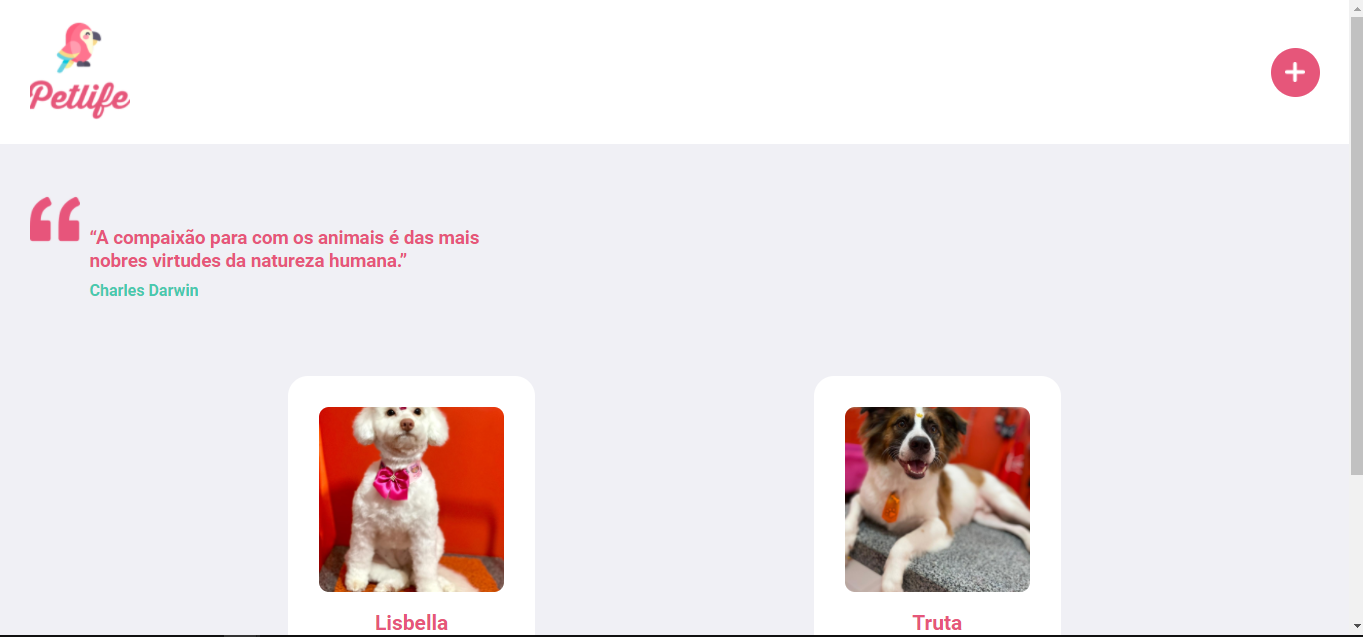 Petlife
“A compaixão para com os animais é das mais
nobres virtudes da natureza humana.”
Charles Darwin
Lisbella
Truta